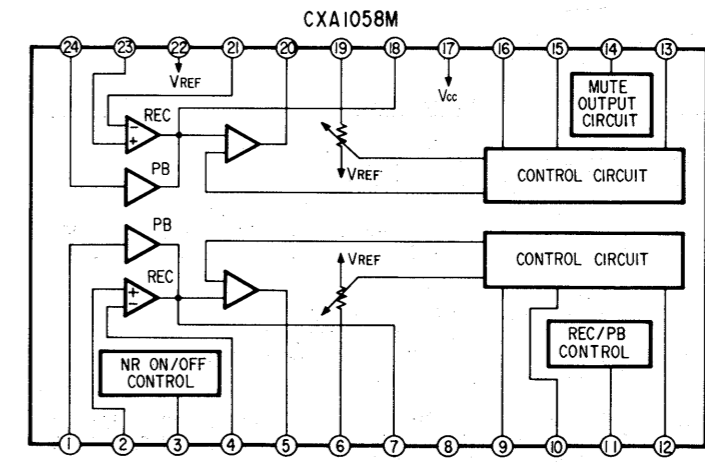 CXA1058M
24 23 22 21 20 19 18 17 16 15 14 13
VREF
Vcc
MUTE
OUTPUT
CIRCUIT
REC
−
+
PB
VREF
CONTROL CIRCUIT
PB
REC
+
−
VREF
CONTROL CIRCUIT
NR ON/OFF
CONTROL
REC/PB
CONTROL
1 2 3 4 5 6 7 8 9 10 11 12